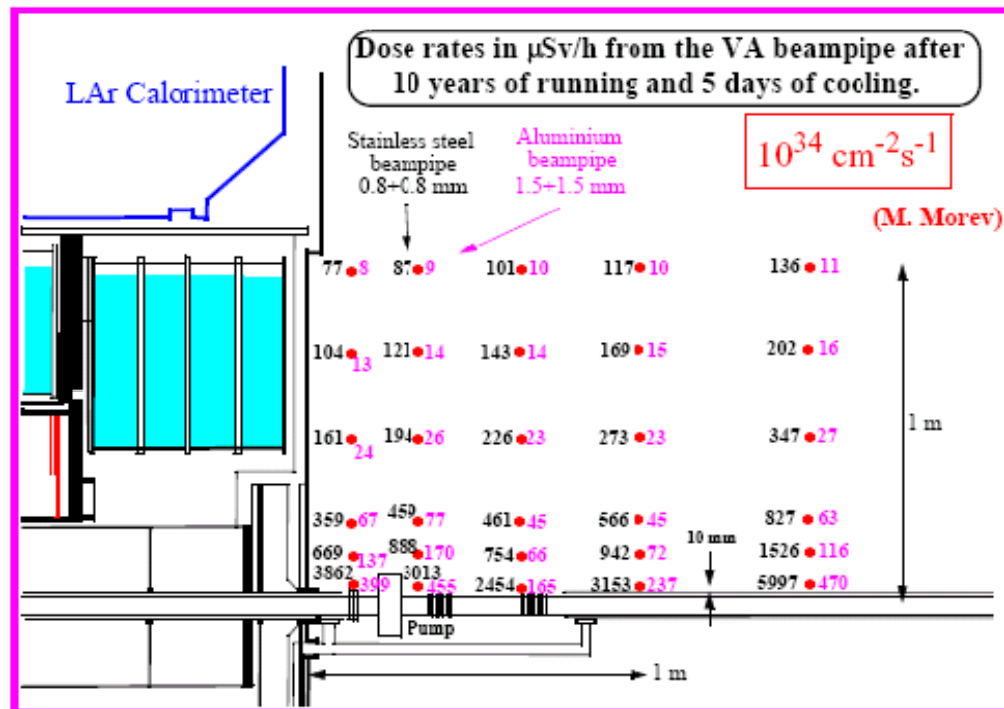 Dose rates in μSv/h from the VA beampipe after
10 years of running and 5 days of cooling.
LAr Calorimeter
Stainless steel
beampipe
0.8+0.8 mm
Aluminium
beampipe
1.5+1.5 mm
10³⁴ cm⁻²s⁻¹
(M. Morev)
77 8 87 9 101 10 117 10 136 11
104 13 121 14 143 14 169 15 202 16
161 24 194 26 226 23 273 23 347 27
1 m
359 67 459 77 461 45 566 45 827 63
10 mm
669 137 888 170 754 66 942 72 1526 116
3862 399 3013 455 2454 165 3153 237 5997 470
Pump
1 m